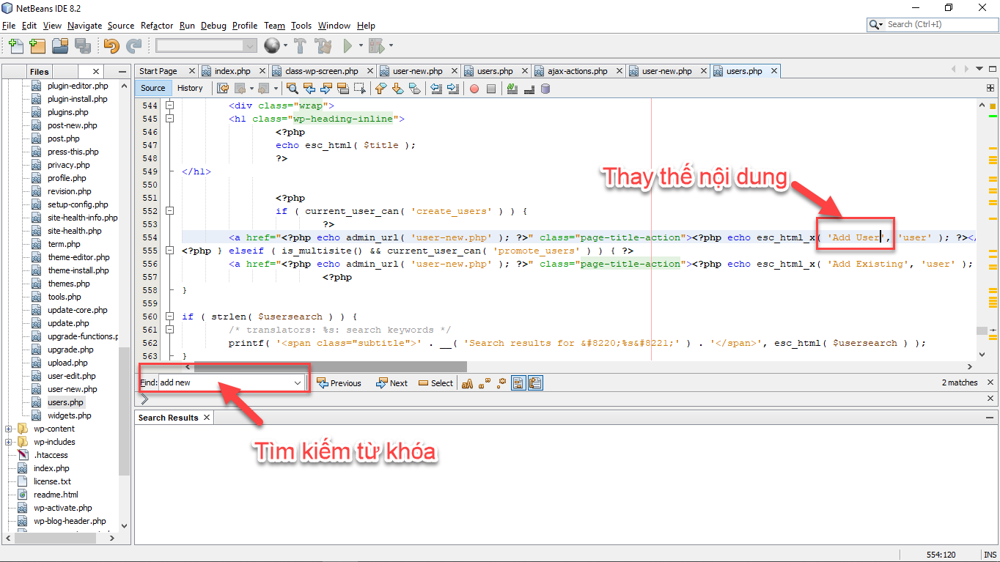 NetBeans IDE 8.2
File Edit View Navigate Source Refactor Run Debug Profile Team Tools Window Help
Search (Ctrl+I)
Files
Start Page index.php class-wp-screen.php user-new.php users.php ajax-actions.php user-new.php users.php
Source History
plugin-editor.php
plugin-install.php
plugins.php
post-new.php
post.php
press-this.php
privacy.php
profile.php
revision.php
setup-config.php
site-health-info.php
site-health.php
term.php
theme-editor.php
theme-install.php
themes.php
tools.php
update-core.php
update.php
upgrade-functions.p
upgrade.php
upload.php
user-edit.php
user-new.php
users.php
widgets.php
wp-content
wp-includes
.htaccess
index.php
license.txt
readme.html
wp-activate.php
wp-blog-header.php
544 <div class="wrap">
545 <h1 class="wp-heading-inline">
546 <?php
547 echo esc_html( $title );
548 ?>
549 </h1>
550
551 <?php
552 if ( current_user_can( 'create_users' ) ) {
553 ?>
554 <a href="<?php echo admin_url( 'user-new.php' ); ?>" class="page-title-action"><?php echo esc_html_x( 'Add User', 'user' ); ?></
555 <?php } elseif ( is_multisite() && current_user_can( 'promote_users' ) ) { ?>
556 <a href="<?php echo admin_url( 'user-new.php' ); ?>" class="page-title-action"><?php echo esc_html_x( 'Add Existing', 'user' );
557 <?php
558 }
559
560 if ( strlen( $usersearch ) ) {
561 /* translators: %s: search keywords */
562 printf( '<span class="subtitle">' . __( 'Search results for &#8220;%s&#8221;' ) . '</span>', esc_html( $usersearch ) );
563 }
Thay thế nội dung
Find: add new Previous Next Select aA 2 matches
Search Results
Tìm kiếm từ khóa
554:120 INS